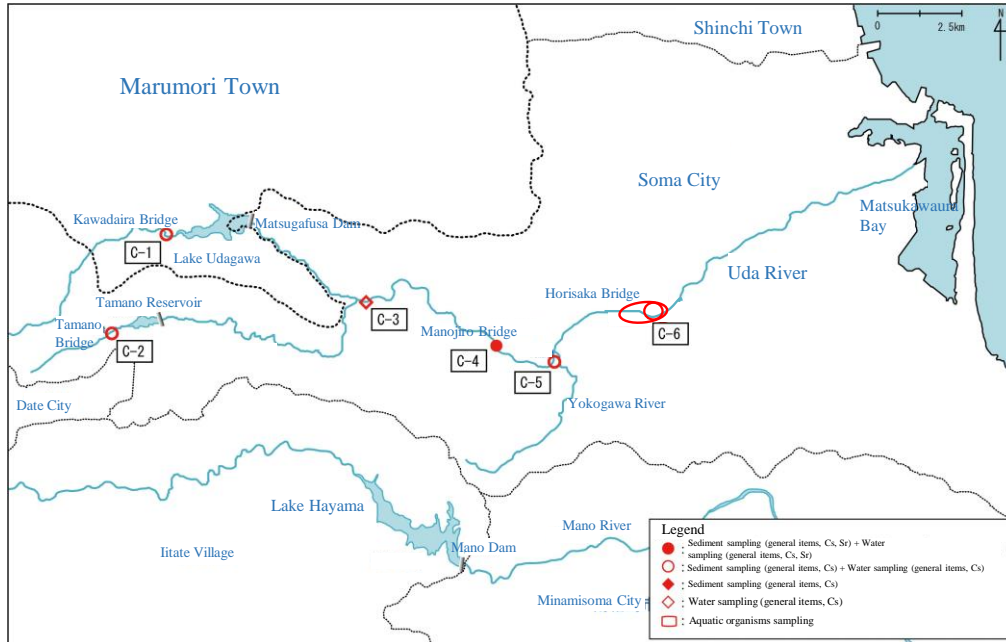 Shinchi Town
0
2.5km
N
Marumori Town
Soma City
Matsukawaura
Bay
Kawadaira Bridge
Matsugafusa Dam
C-1
Lake Udagawa
Uda River
Horisaka Bridge
Tamano Reservoir
C-3
C-6
Tamano
Bridge
Manojiro Bridge
C-2
C-4
C-5
Date City
Yokogawa River
Lake Hayama
Mano River
Iitate Village
Mano Dam
Minamisoma City
Legend
: Sediment sampling (general items, Cs, Sr) + Water
sampling (general items, Cs, Sr)
: Sediment sampling (general items, Cs) + Water sampling (general items, Cs)
: Sediment sampling (general items, Cs)
: Water sampling (general items, Cs)
: Aquatic organisms sampling